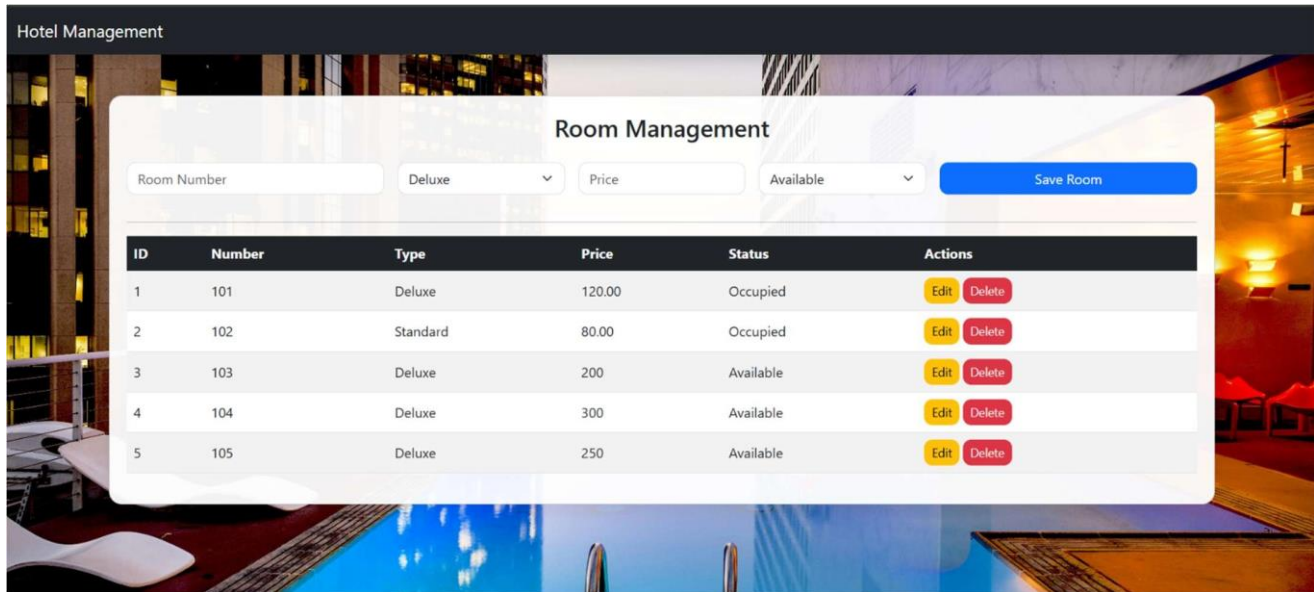 Hotel Management
Room Management
Room Number Deluxe Price Available Save Room
ID Number Type Price Status Actions
1 101 Deluxe 120.00 Occupied Edit Delete
2 102 Standard 80.00 Occupied Edit Delete
3 103 Deluxe 200 Available Edit Delete
4 104 Deluxe 300 Available Edit Delete
5 105 Deluxe 250 Available Edit Delete